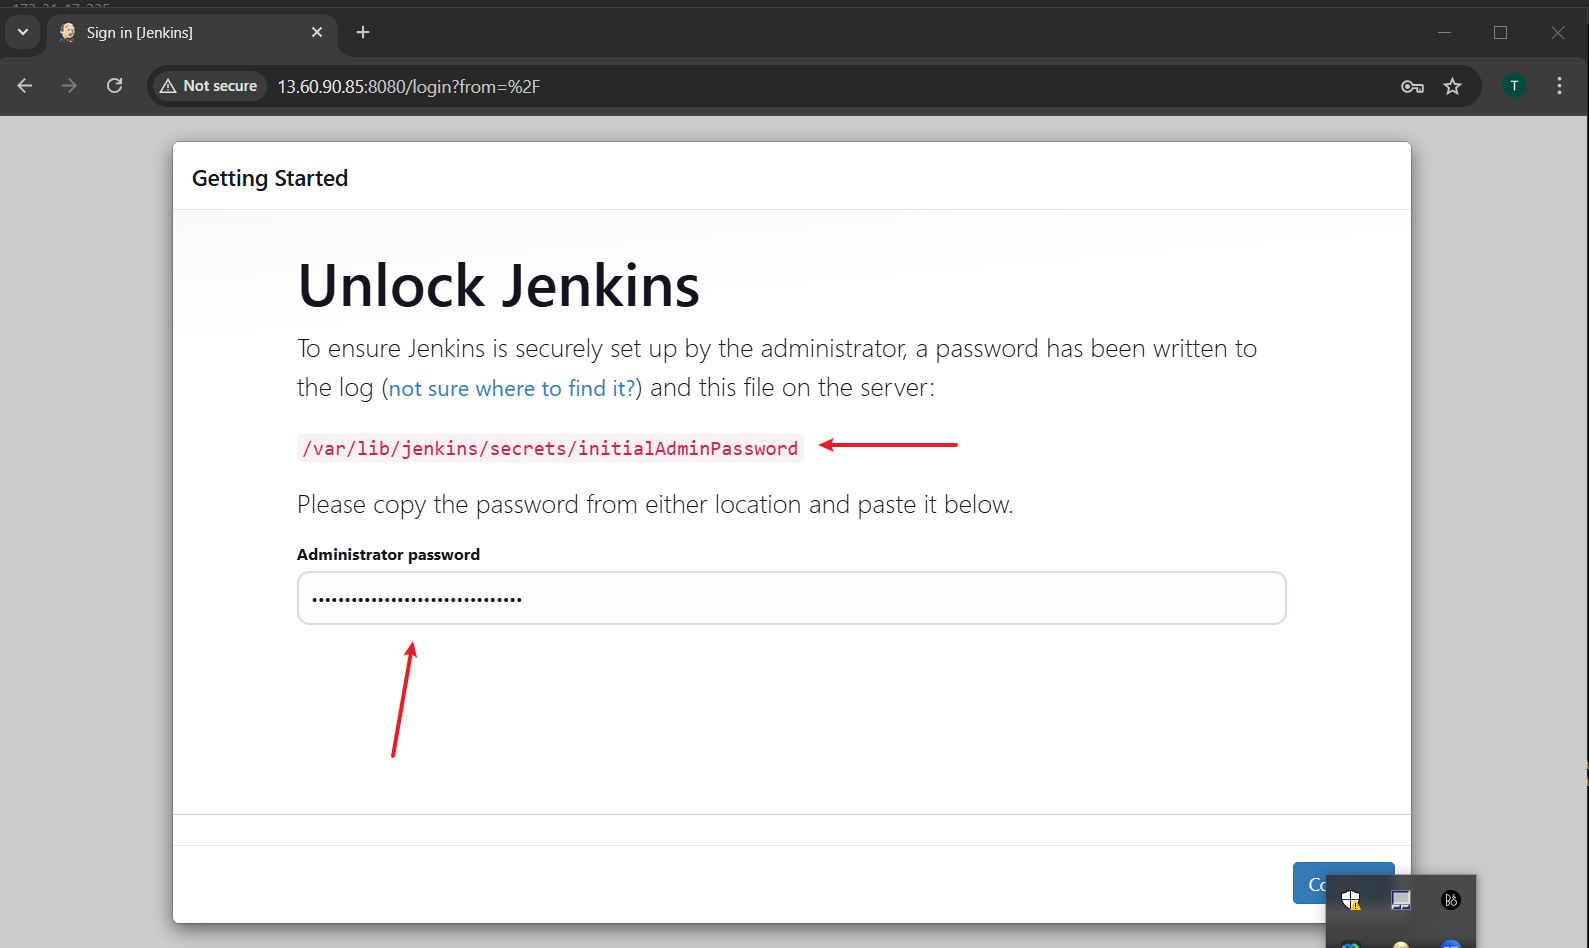 Sign in [Jenkins]
Not secure
13.60.90.85:8080/login?from=%2F
T
Getting Started
Unlock Jenkins
To ensure Jenkins is securely set up by the administrator, a password has been written to
the log (not sure where to find it?) and this file on the server:
/var/lib/jenkins/secrets/initialAdminPassword
Please copy the password from either location and paste it below.
Administrator password